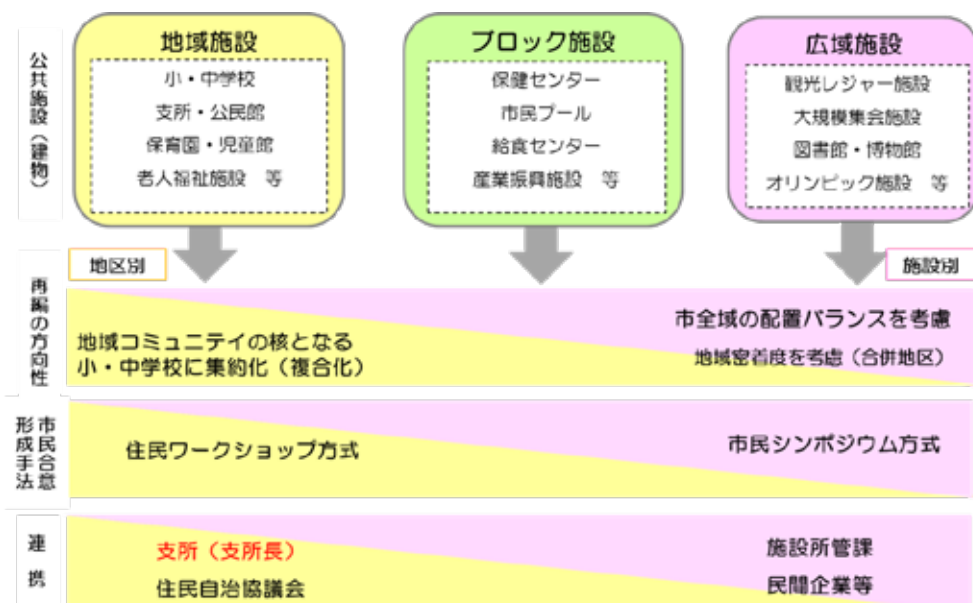 公共施設（建物）
地域施設
小・中学校
支所・公民館
保育園・児童館
老人福祉施設　等
ブロック施設
保健センター
市民プール
給食センター
産業振興施設　等
広域施設
観光レジャー施設
大規模集会施設
図書館・博物館
オリンピック施設　等
地区別
施設別
再編の方向性
地域コミュニテイの核となる
小・中学校に集約化（複合化）
市全域の配置バランスを考慮
地域密着度を考慮（合併地区）
市民合意
形成手法
住民ワークショップ方式
市民シンポジウム方式
連携
支所（支所長）
住民自治協議会
施設所管課
民間企業等